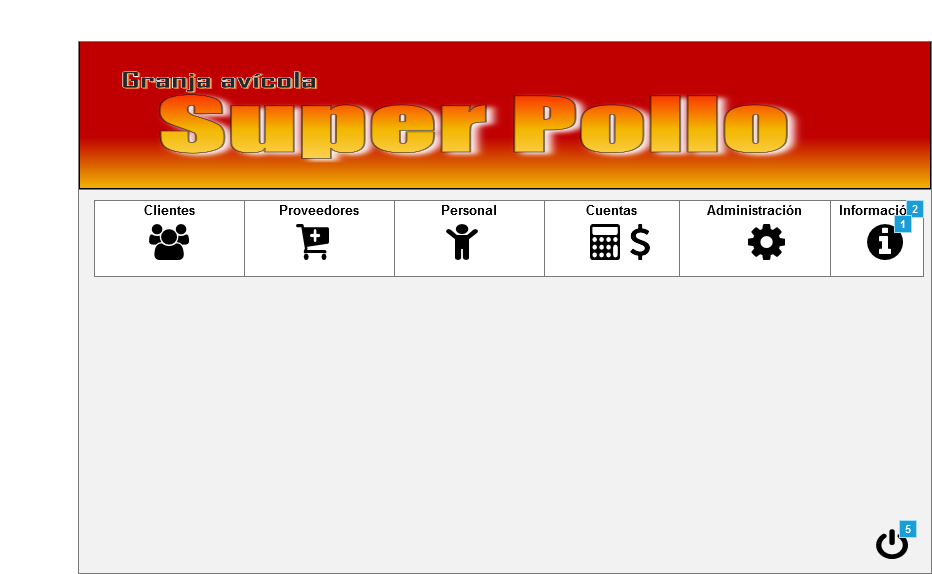 Granja avícola
Super Pollo
Clientes
Proveedores
Personal
Cuentas
Administración
Informació
2
1
5